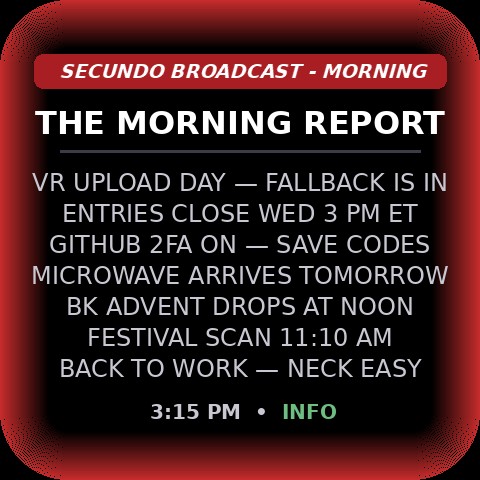 SECUNDO BROADCAST - MORNING
THE MORNING REPORT
VR UPLOAD DAY — FALLBACK IS IN
ENTRIES CLOSE WED 3 PM ET
GITHUB 2FA ON — SAVE CODES
MICROWAVE ARRIVES TOMORROW
BK ADVENT DROPS AT NOON
FESTIVAL SCAN 11:10 AM
BACK TO WORK — NECK EASY
3:15 PM • INFO